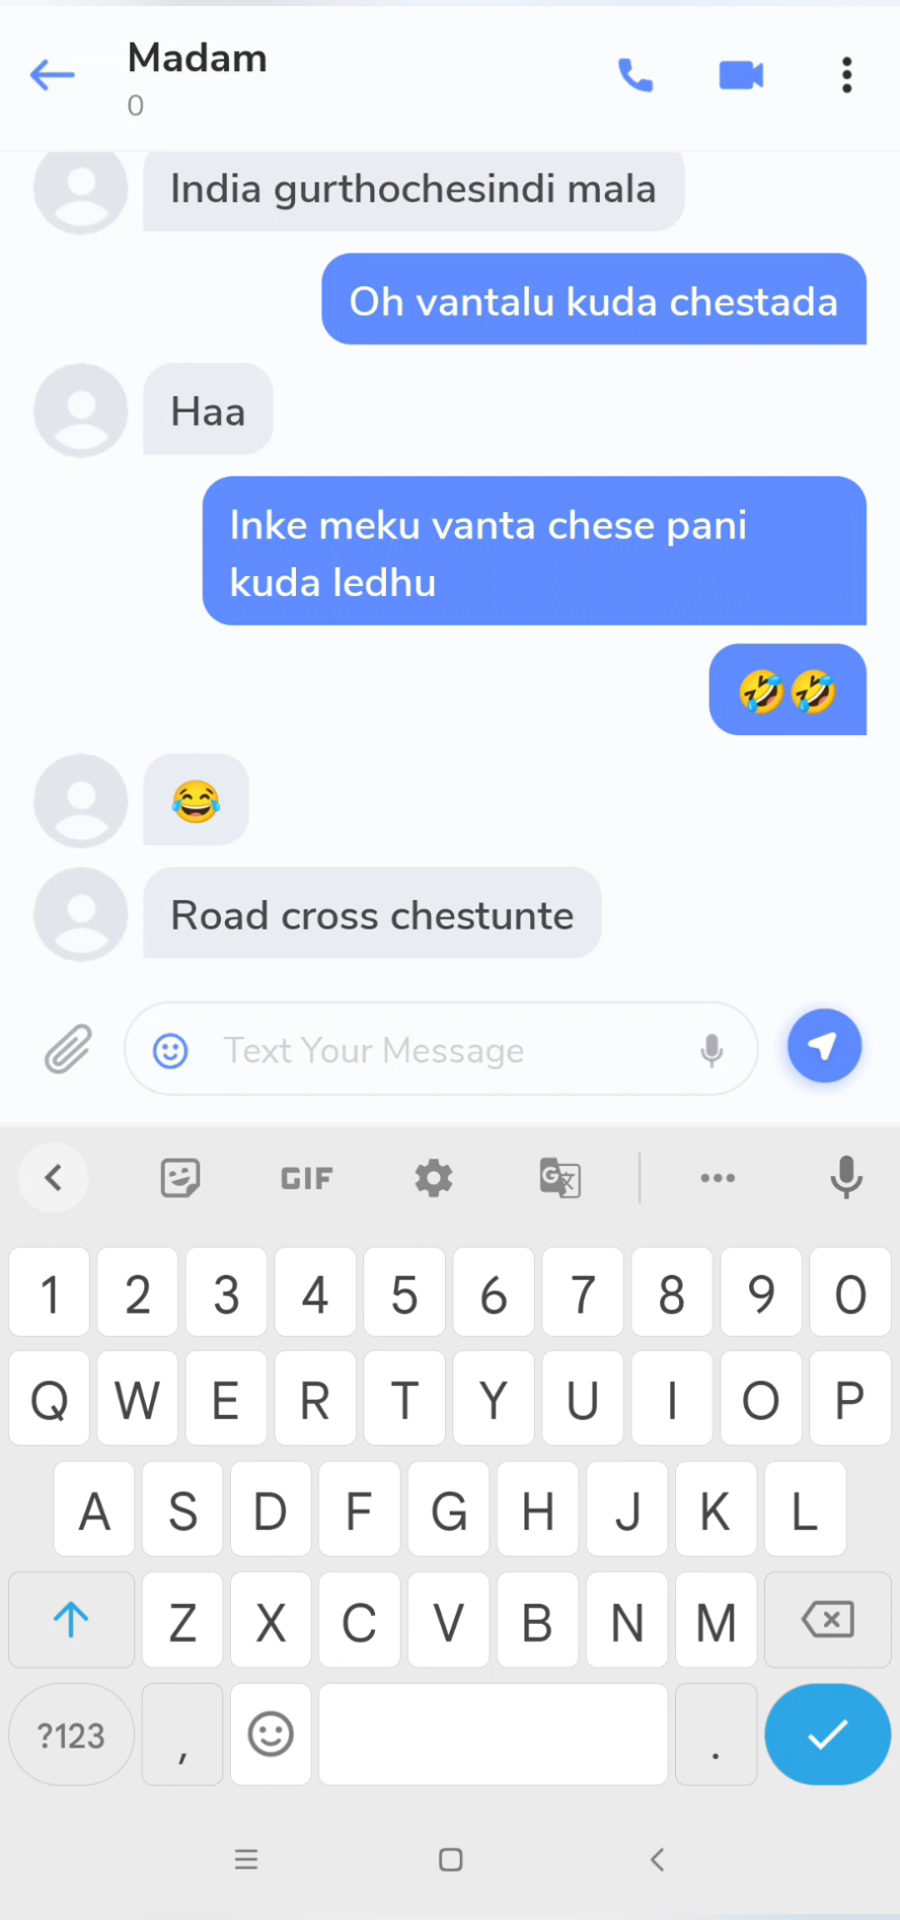 Madam
0
India gurthochesindi mala
Oh vantalu kuda chestada
Haa
Inke meku vanta chese pani
kuda ledhu
🤣🤣
😂
Road cross chestunte
Text Your Message
GIF
1 2 3 4 5 6 7 8 9 0
Q W E R T Y U I O P
A S D F G H J K L
Z X C V B N M
?123 , .